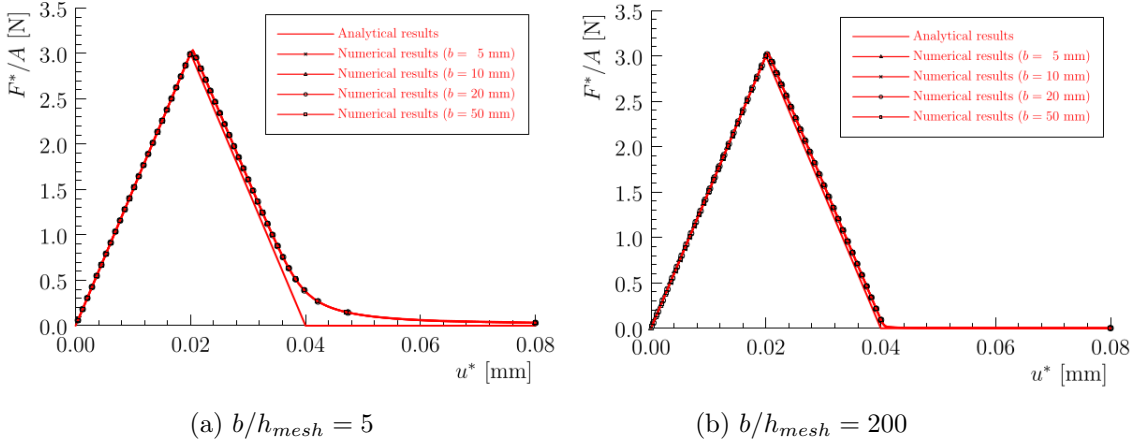 3.5
3.0
2.5
2.0
1.5
1.0
0.5
0.0
F*/A [N]
Analytical results
Numerical results (b = 5 mm)
Numerical results (b = 10 mm)
Numerical results (b = 20 mm)
Numerical results (b = 50 mm)
0.00 0.02 0.04 0.06 0.08
u* [mm]
(a) b/h_mesh = 5
3.5
3.0
2.5
2.0
1.5
1.0
0.5
0.0
F*/A [N]
Analytical results
Numerical results (b = 5 mm)
Numerical results (b = 10 mm)
Numerical results (b = 20 mm)
Numerical results (b = 50 mm)
0.00 0.02 0.04 0.06 0.08
u* [mm]
(b) b/h_mesh = 200